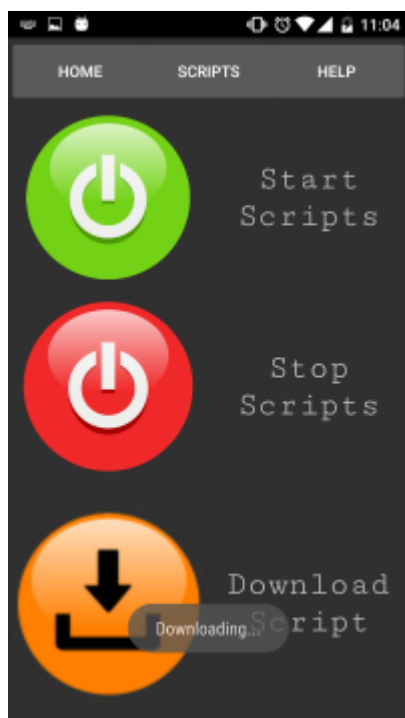 11:04
HOME SCRIPTS HELP
Start
Scripts
Stop
Scripts
Download
Script
Downloading...